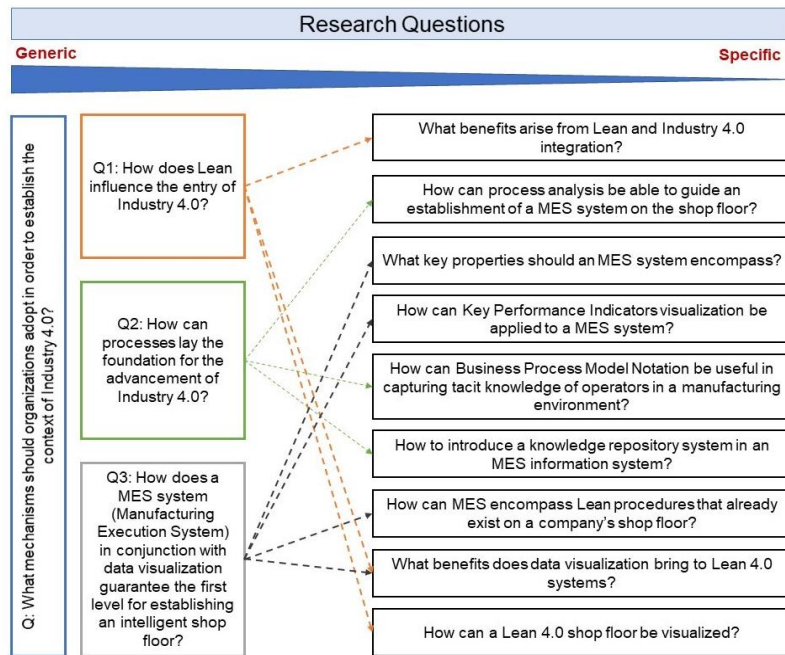 Research Questions
Generic
Specific
Q: What mechanisms should organizations adopt in order to establish the
context of Industry 4.0?
Q1: How does Lean
influence the entry of
Industry 4.0?
Q2: How can
processes lay the
foundation for the
advancement of
Industry 4.0?
Q3: How does a
MES system
(Manufacturing
Execution System)
in conjunction with
data visualization
guarantee the first
level for establishing
an intelligent shop
floor?
What benefits arise from Lean and Industry 4.0
integration?
How can process analysis be able to guide an
establishment of a MES system on the shop floor?
What key properties should an MES system encompass?
How can Key Performance Indicators visualization be
applied to a MES system?
How can Business Process Model Notation be useful in
capturing tacit knowledge of operators in a manufacturing
environment?
How to introduce a knowledge repository system in an
MES information system?
How can MES encompass Lean procedures that already
exist on a company's shop floor?
What benefits does data visualization bring to Lean 4.0
systems?
How can a Lean 4.0 shop floor be visualized?